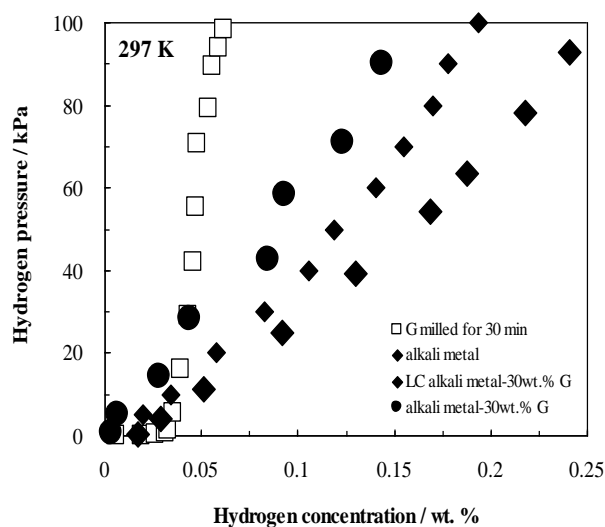 297 K
Hydrogen pressure / kPa
100
80
60
40
20
0
G milled for 30 min
alkali metal
LC alkali metal-30wt.% G
alkali metal-30wt.% G
0 0.05 0.1 0.15 0.2 0.25
Hydrogen concentration / wt. %